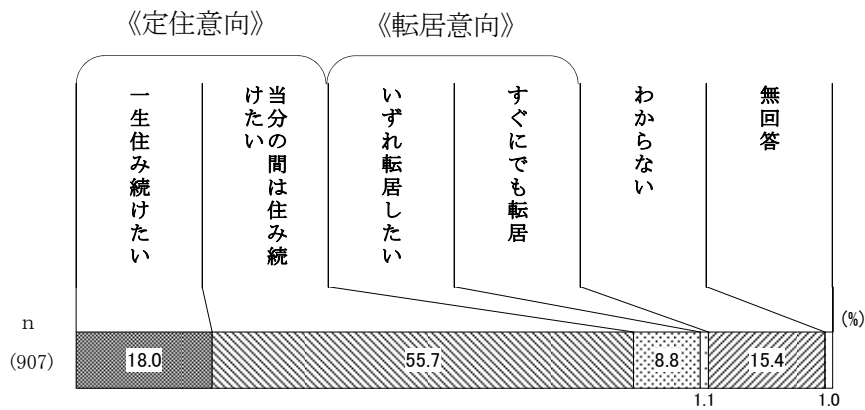 《定住意向》
《転居意向》
一生住み続けたい
当分の間は住み続
けたい
いずれ転居したい
すぐにでも転居
わからない
無回答
n
(%)
(907)
18.0
55.7
8.8
15.4
1.1
1.0